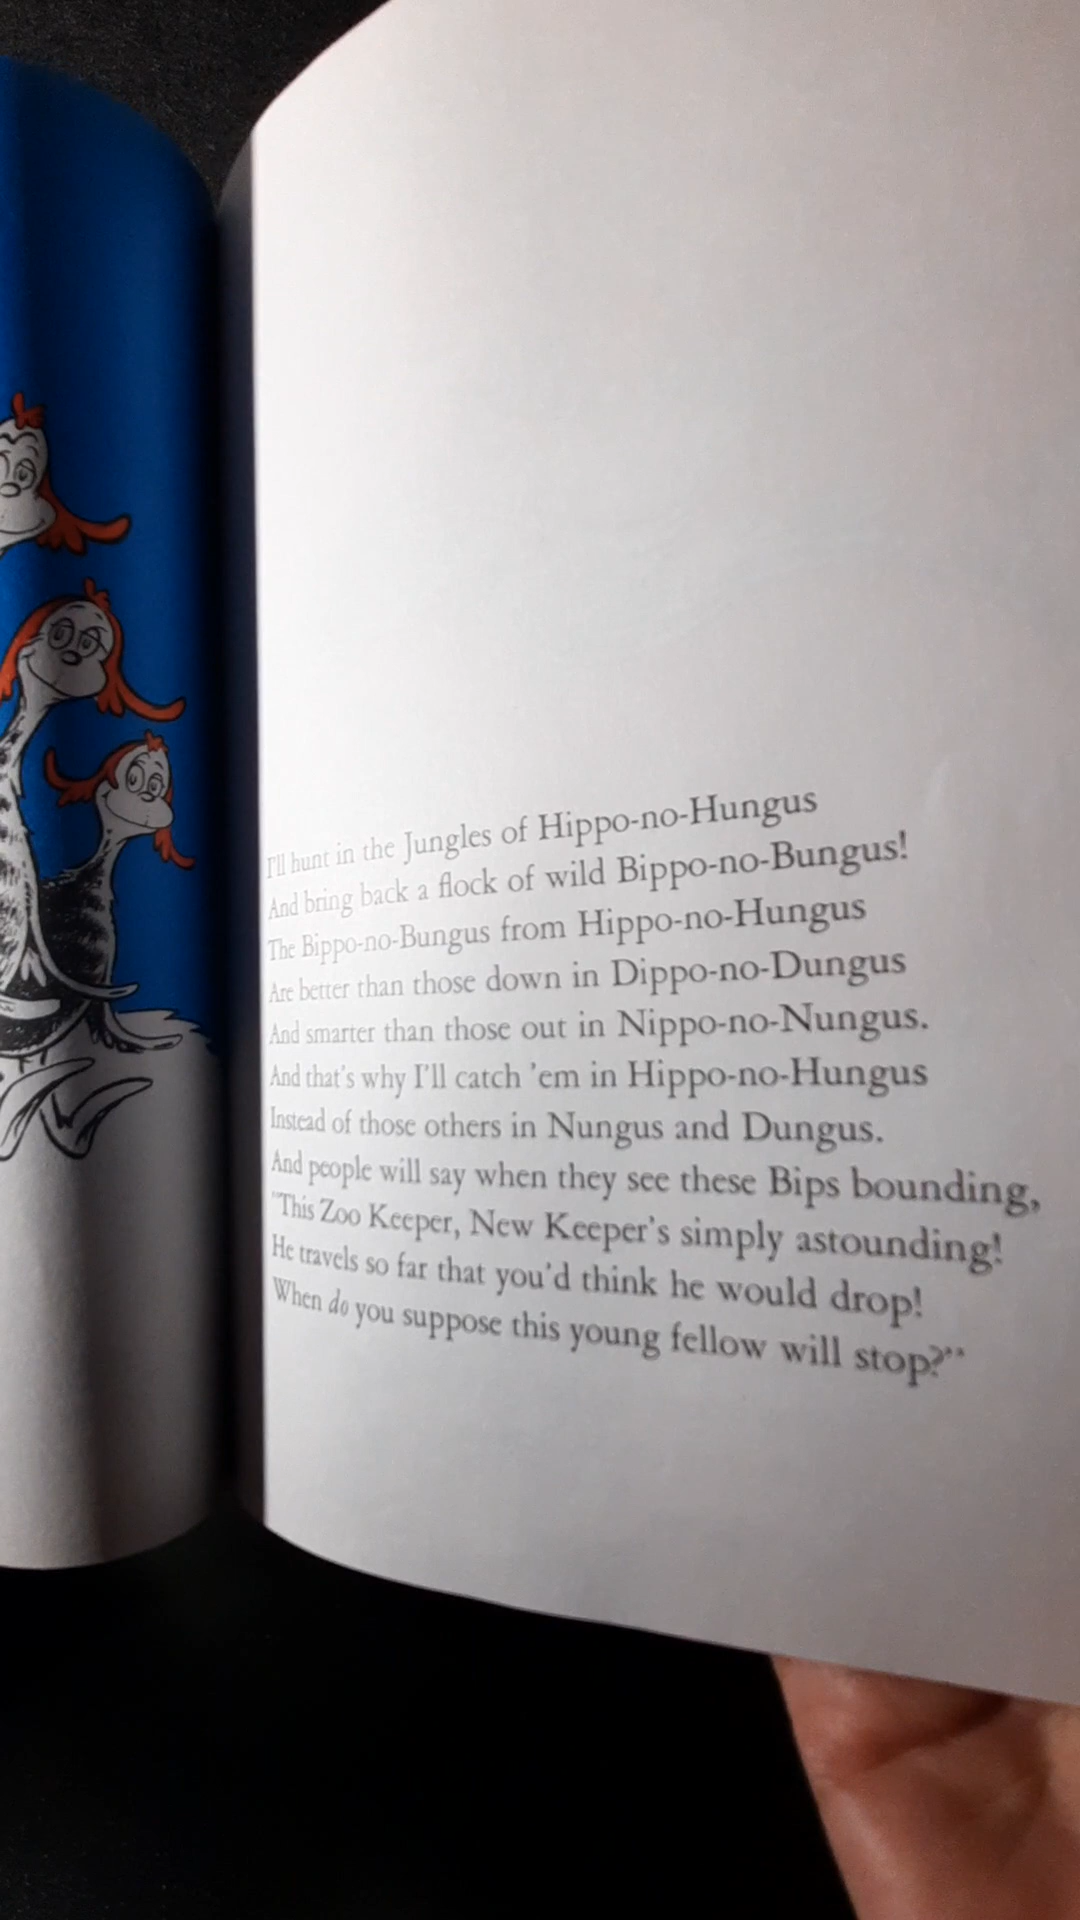 I'll hunt in the Jungles of Hippo-no-Hungus
And bring back a flock of wild Bippo-no-Bungus!
The Bippo-no-Bungus from Hippo-no-Hungus
Are better than those down in Dippo-no-Dungus
And smarter than those out in Nippo-no-Nungus.
And that's why I'll catch 'em in Hippo-no-Hungus
Instead of those others in Nungus and Dungus.
And people will say when they see these Bips bounding,
"This Zoo Keeper, New Keeper's simply astounding!
He travels so far that you'd think he would drop!
When do you suppose this young fellow will stop?"